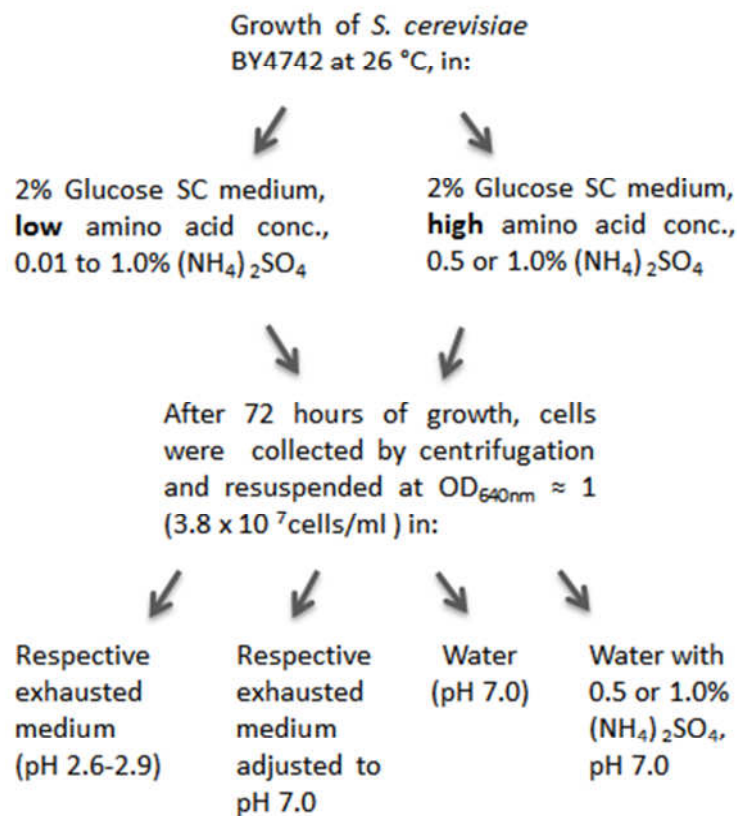 Growth of S. cerevisiae
BY4742 at 26 °C, in:
2% Glucose SC medium,
low amino acid conc.,
0.01 to 1.0% (NH₄)₂SO₄
2% Glucose SC medium,
high amino acid conc.,
0.5 or 1.0% (NH₄)₂SO₄
After 72 hours of growth, cells
were collected by centrifugation
and resuspended at OD₆₄₀ₙₘ ≈ 1
(3.8 x 10 ⁷cells/ml ) in:
Respective
exhausted
medium
(pH 2.6-2.9)
Respective
exhausted
medium
adjusted to
pH 7.0
Water
(pH 7.0)
Water with
0.5 or 1.0%
(NH₄)₂SO₄,
pH 7.0